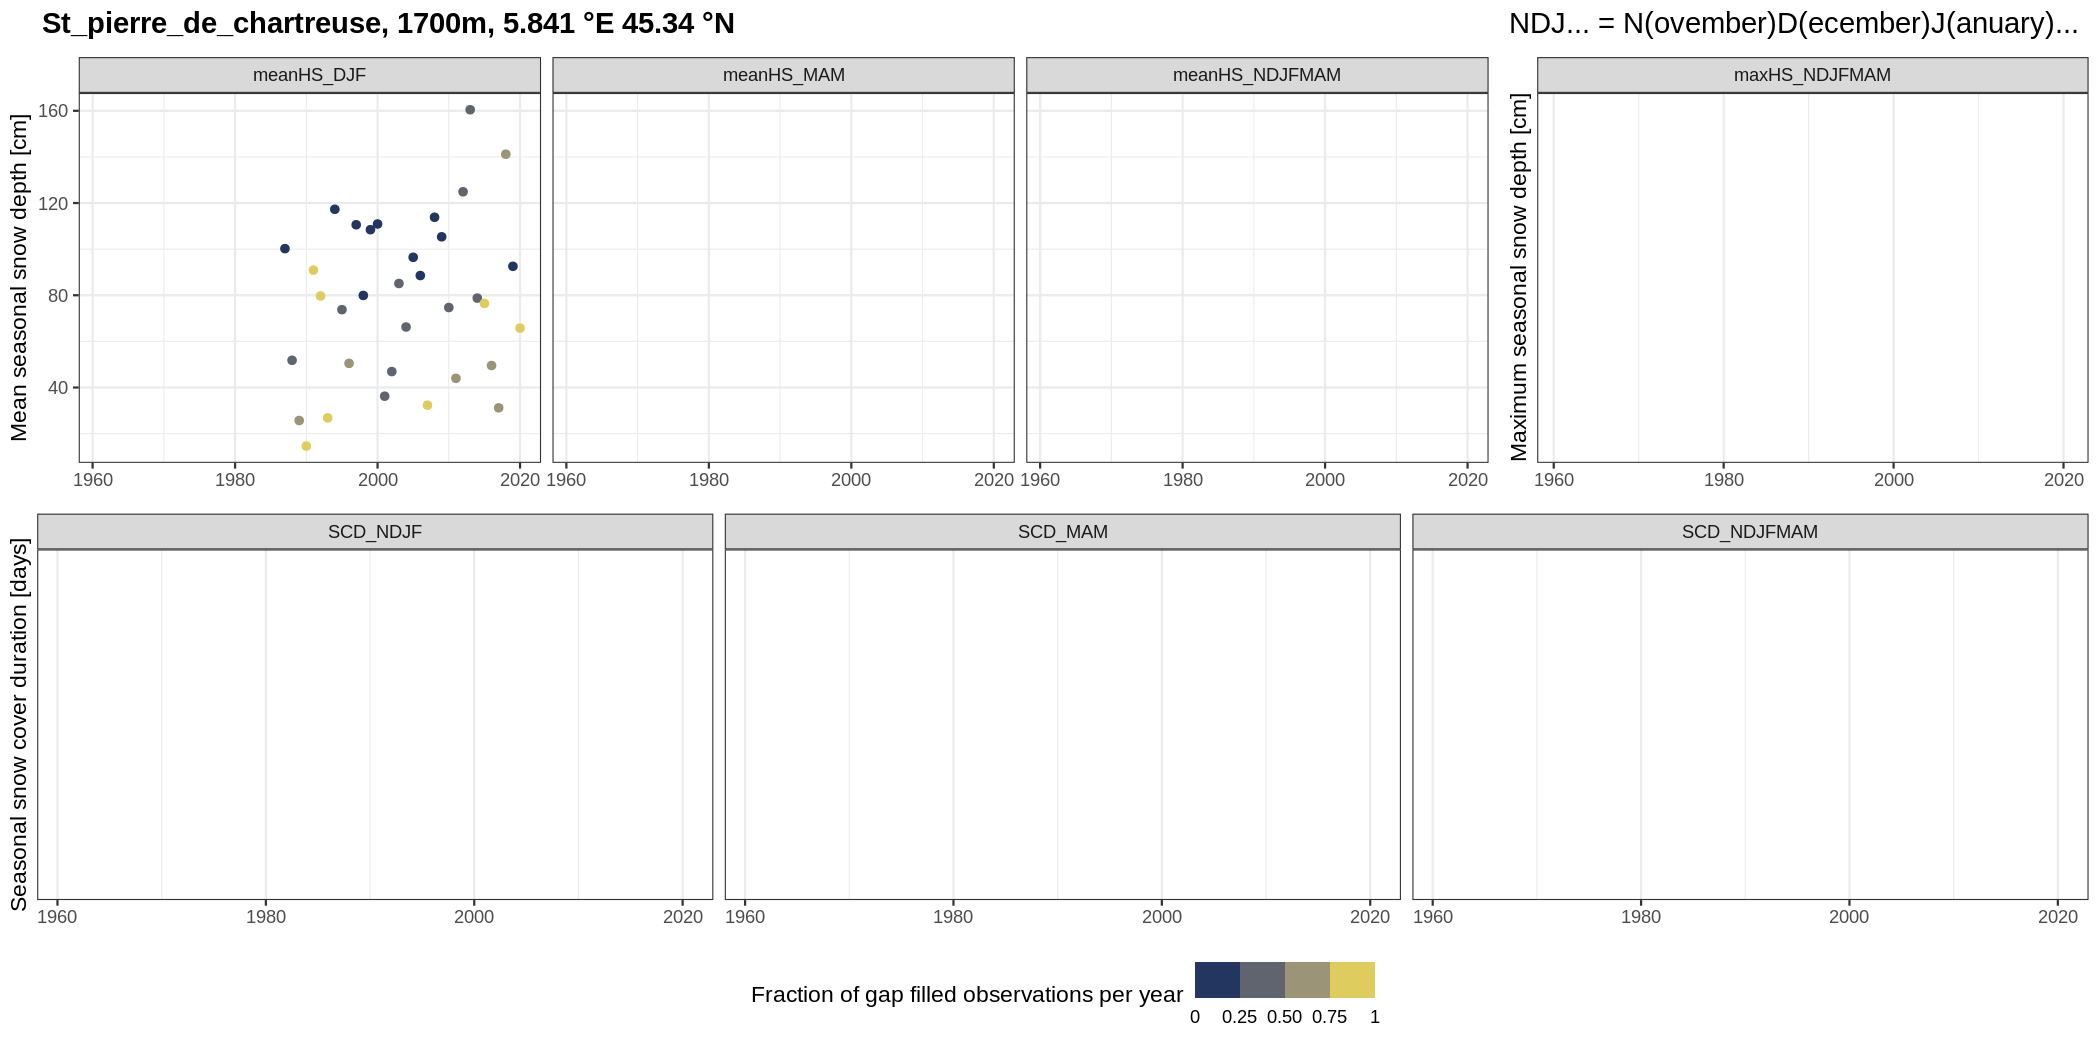 St_pierre_de_chartreuse, 1700m, 5.841 °E 45.34 °N
NDJ... = N(ovember)D(ecember)J(anuary)...
meanHS_DJF
meanHS_MAM
meanHS_NDJFMAM
maxHS_NDJFMAM
Mean seasonal snow depth [cm]
160
120
80
40
1960 1980 2000 2020
1960 1980 2000 2020
1960 1980 2000 2020
Maximum seasonal snow depth [cm]
1960 1980 2000 2020
SCD_NDJF
SCD_MAM
SCD_NDJFMAM
Seasonal snow cover duration [days]
1960 1980 2000 2020
1960 1980 2000 2020
1960 1980 2000 2020
Fraction of gap filled observations per year
0 0.25 0.50 0.75 1